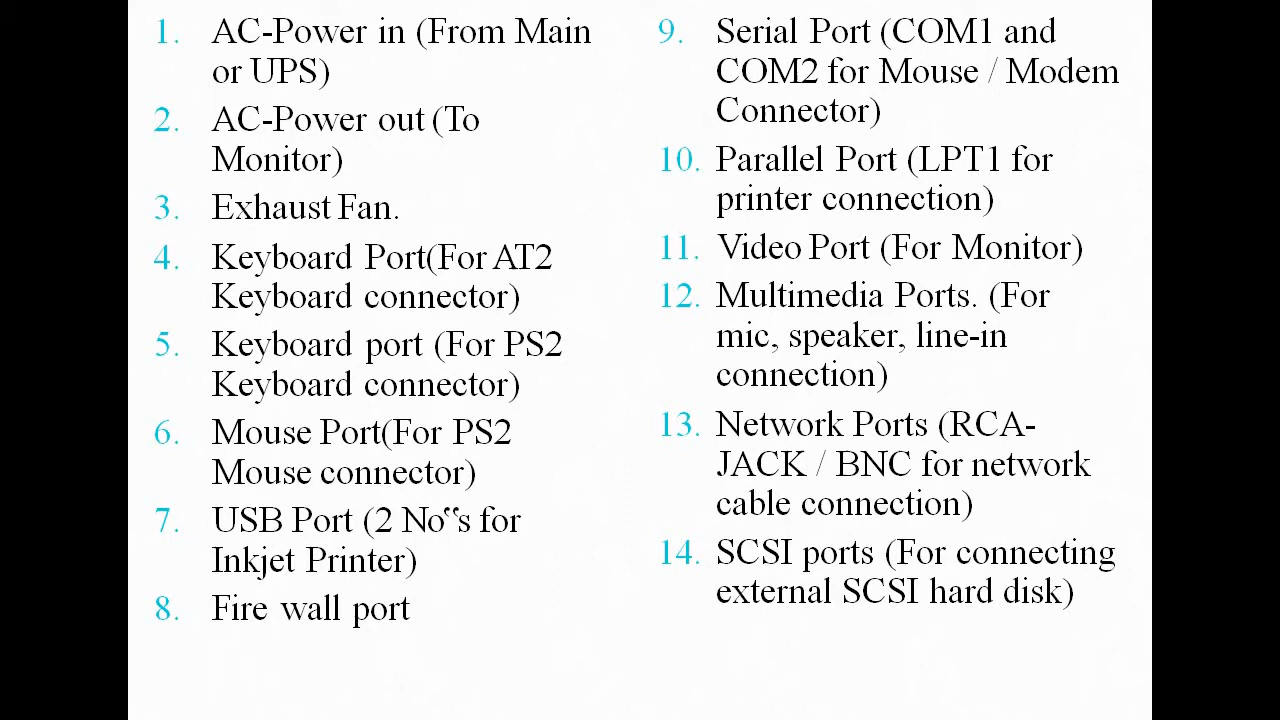 1. AC-Power in (From Main
or UPS)
2. AC-Power out (To
Monitor)
3. Exhaust Fan.
4. Keyboard Port(For AT2
Keyboard connector)
5. Keyboard port (For PS2
Keyboard connector)
6. Mouse Port(For PS2
Mouse connector)
7. USB Port (2 No‟s for
Inkjet Printer)
8. Fire wall port
9. Serial Port (COM1 and
COM2 for Mouse / Modem
Connector)
10. Parallel Port (LPT1 for
printer connection)
11. Video Port (For Monitor)
12. Multimedia Ports. (For
mic, speaker, line-in
connection)
13. Network Ports (RCA-
JACK / BNC for network
cable connection)
14. SCSI ports (For connecting
external SCSI hard disk)